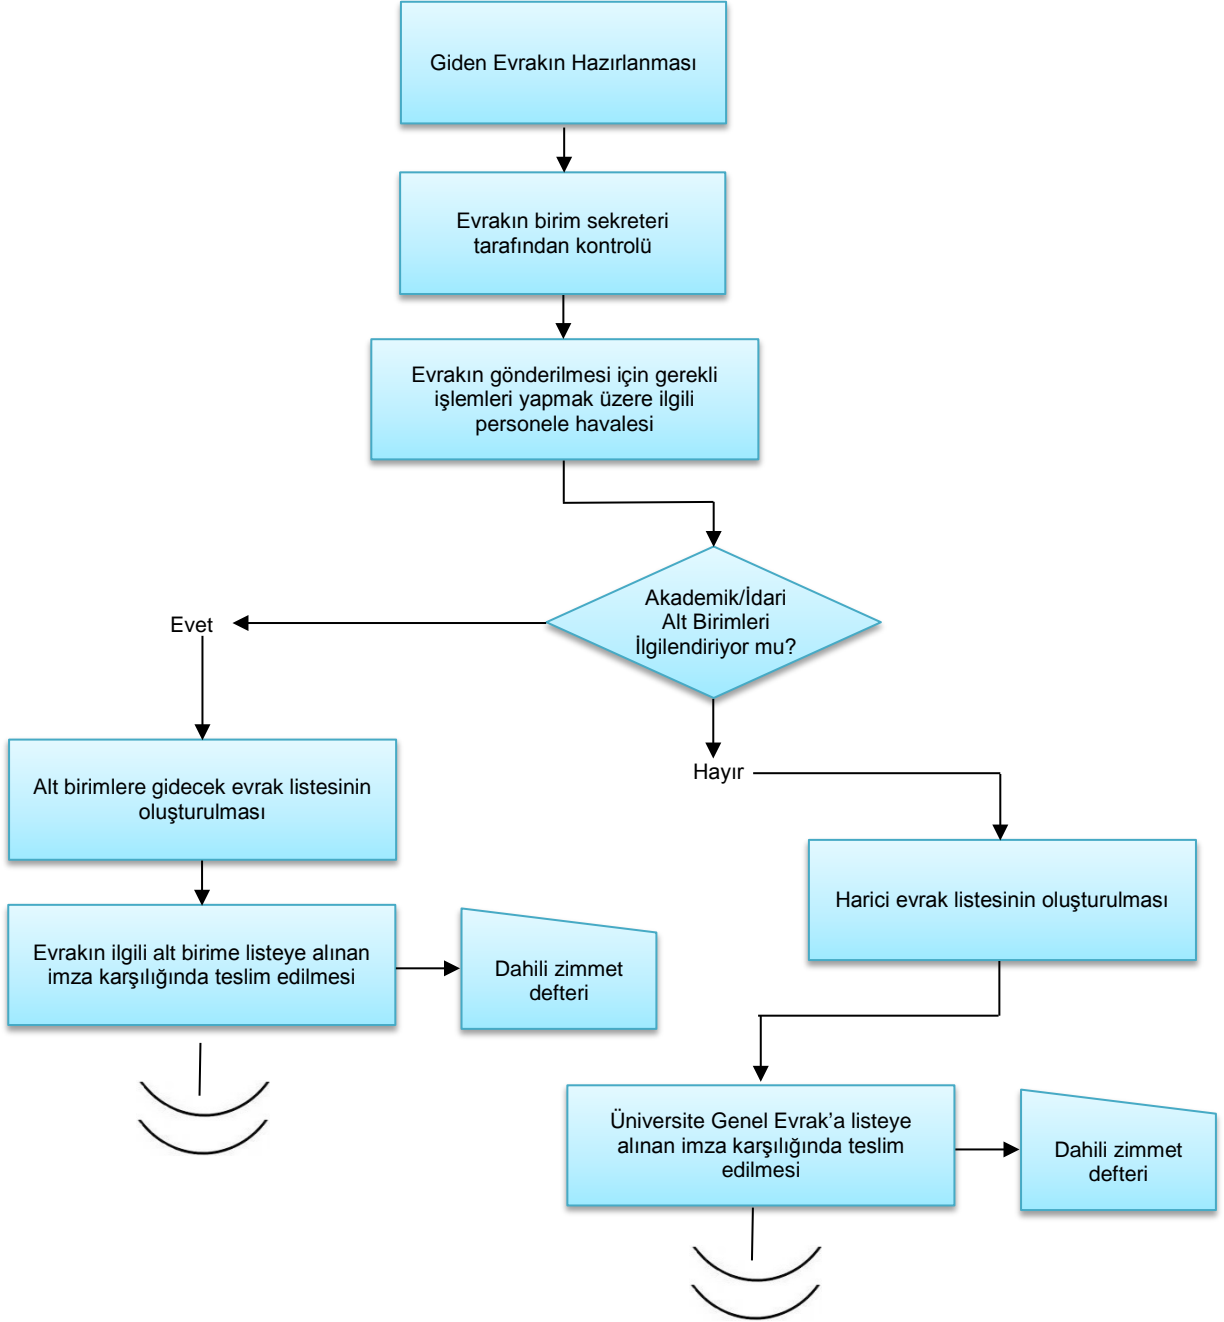 Giden Evrakın Hazırlanması
Evrakın birim sekreteri
tarafından kontrolü
Evrakın gönderilmesi için gerekli
işlemleri yapmak üzere ilgili
personele havalesi
Akademik/İdari
Alt Birimleri
İlgilendiriyor mu?
Evet
Hayır
Alt birimlere gidecek evrak listesinin
oluşturulması
Harici evrak listesinin oluşturulması
Evrakın ilgili alt birime listeye alınan
imza karşılığında teslim edilmesi
Dahili zimmet
defteri
Üniversite Genel Evrak’a listeye
alınan imza karşılığında teslim
edilmesi
Dahili zimmet
defteri